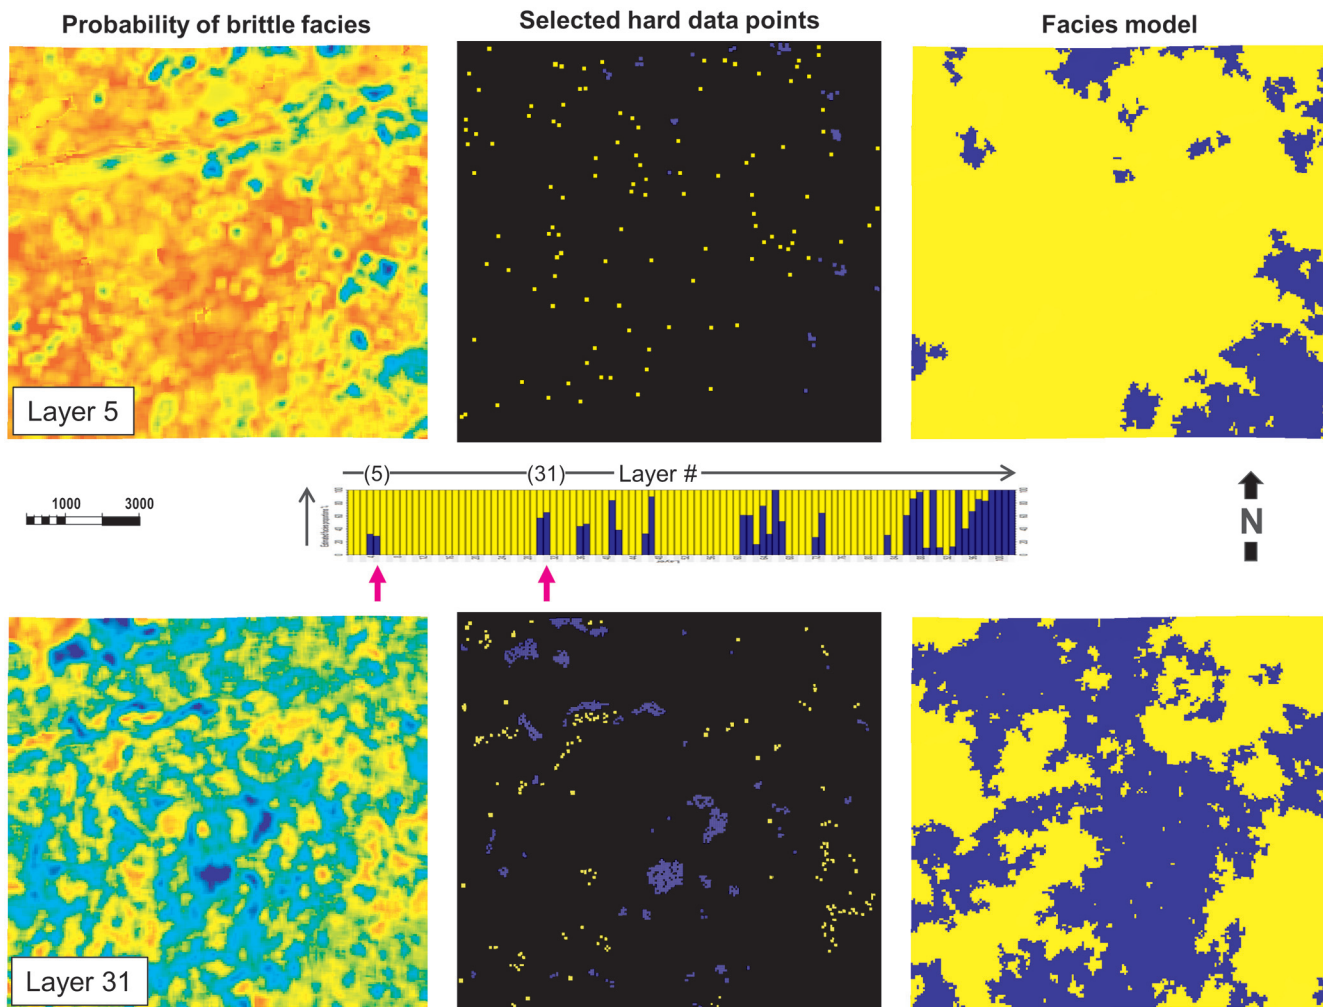 Probability of brittle facies
Selected hard data points
Facies model
Layer 5
(5)
(31)
Layer #
1000
3000
N
Layer 31